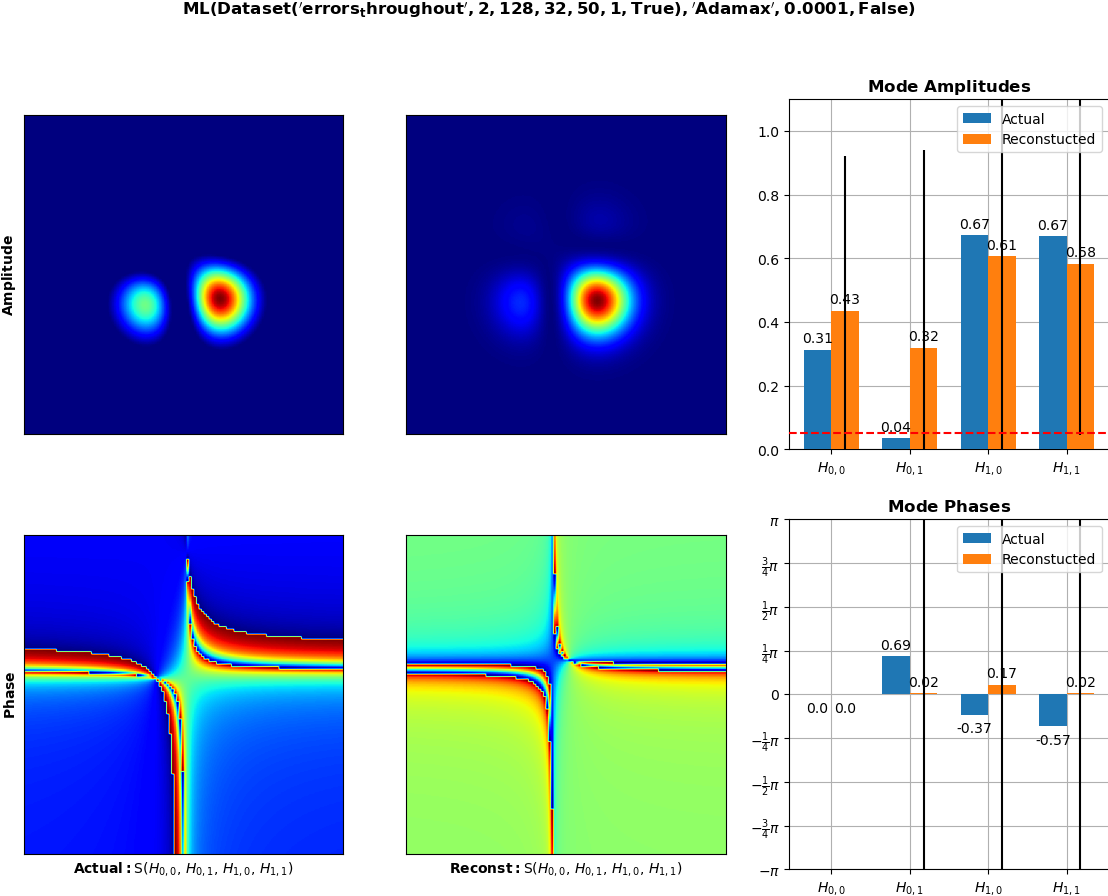 ML(Dataset('errors_throughout', 2, 128, 32, 50, 1, True), 'Adamax', 0.0001, False)
Mode Amplitudes
Amplitude
1.0
0.8
0.6
0.4
0.2
0.0
Actual
Reconstucted
0.31
0.43
0.04
0.32
0.67
0.61
0.67
0.58
H0,0
H0,1
H1,0
H1,1
Mode Phases
Phase
π
3/4π
1/2π
1/4π
0
−1/4π
−1/2π
−3/4π
−π
Actual
Reconstucted
0.0
0.0
0.69
0.02
-0.37
0.17
-0.57
0.02
H0,0
H0,1
H1,0
H1,1
Actual: S(H0,0, H0,1, H1,0, H1,1)
Reconst: S(H0,0, H0,1, H1,0, H1,1)